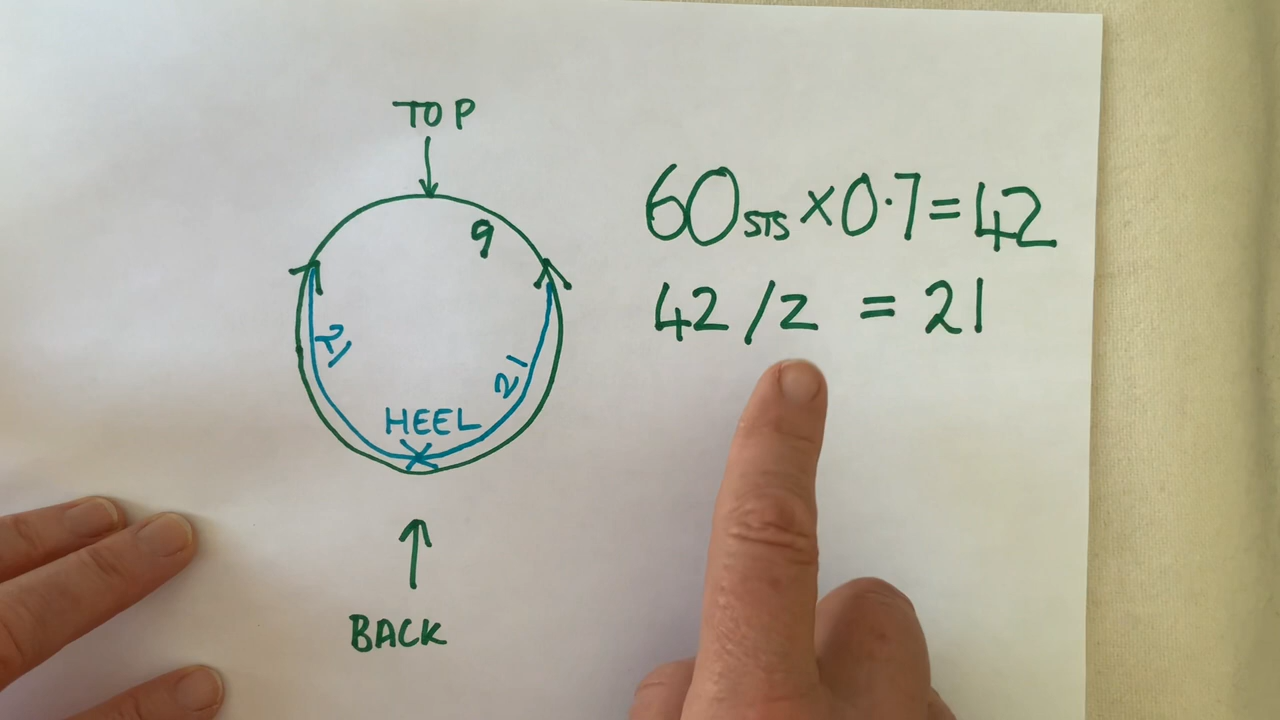 TOP
9
21
21
HEEL
BACK
60 STS × 0·7 = 42
42 / 2 = 21